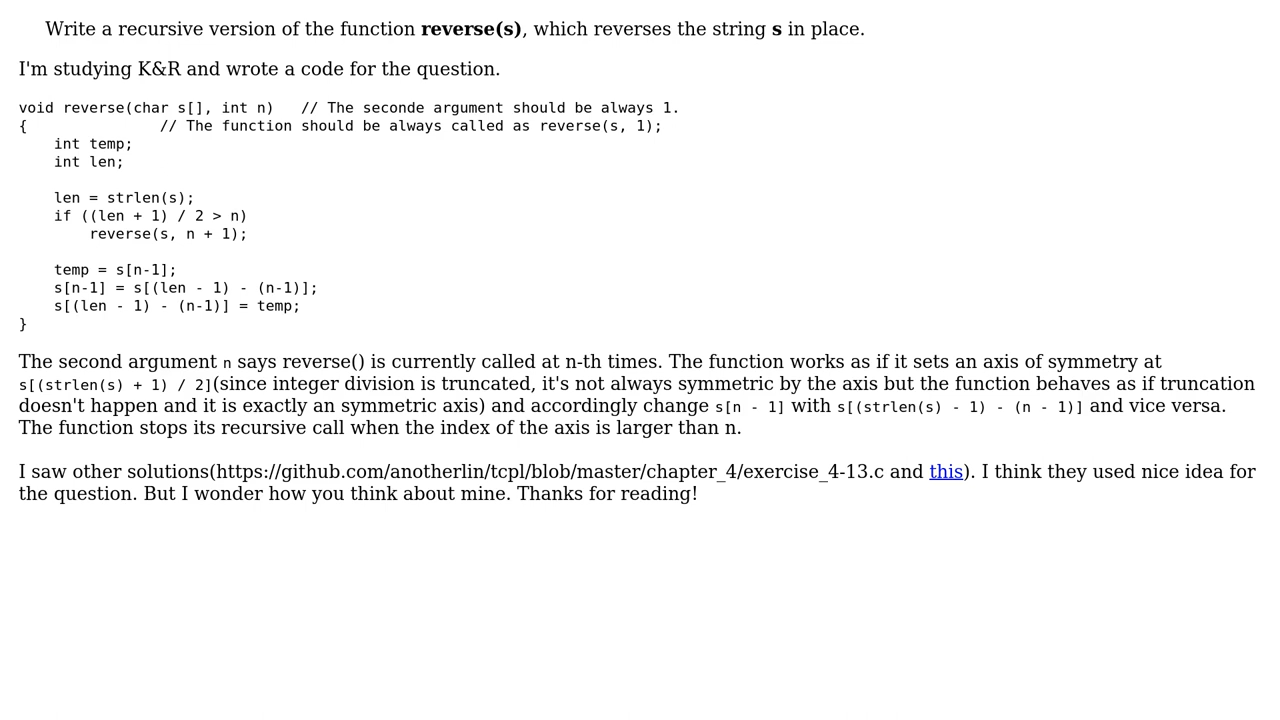 Write a recursive version of the function reverse(s), which reverses the string s in place.
I'm studying K&R and wrote a code for the question.
void reverse(char s[], int n)   // The seconde argument should be always 1.
{               // The function should be always called as reverse(s, 1);
    int temp;
    int len;

    len = strlen(s);
    if ((len + 1) / 2 > n)
        reverse(s, n + 1);

    temp = s[n-1];
    s[n-1] = s[(len - 1) - (n-1)];
    s[(len - 1) - (n-1)] = temp;
}
The second argument n says reverse() is currently called at n-th times. The function works as if it sets an axis of symmetry at
s[(strlen(s) + 1) / 2](since integer division is truncated, it's not always symmetric by the axis but the function behaves as if truncation
doesn't happen and it is exactly an symmetric axis) and accordingly change s[n - 1] with s[(strlen(s) - 1) - (n - 1)] and vice versa.
The function stops its recursive call when the index of the axis is larger than n.
I saw other solutions(https://github.com/anotherlin/tcpl/blob/master/chapter_4/exercise_4-13.c and this). I think they used nice idea for
the question. But I wonder how you think about mine. Thanks for reading!